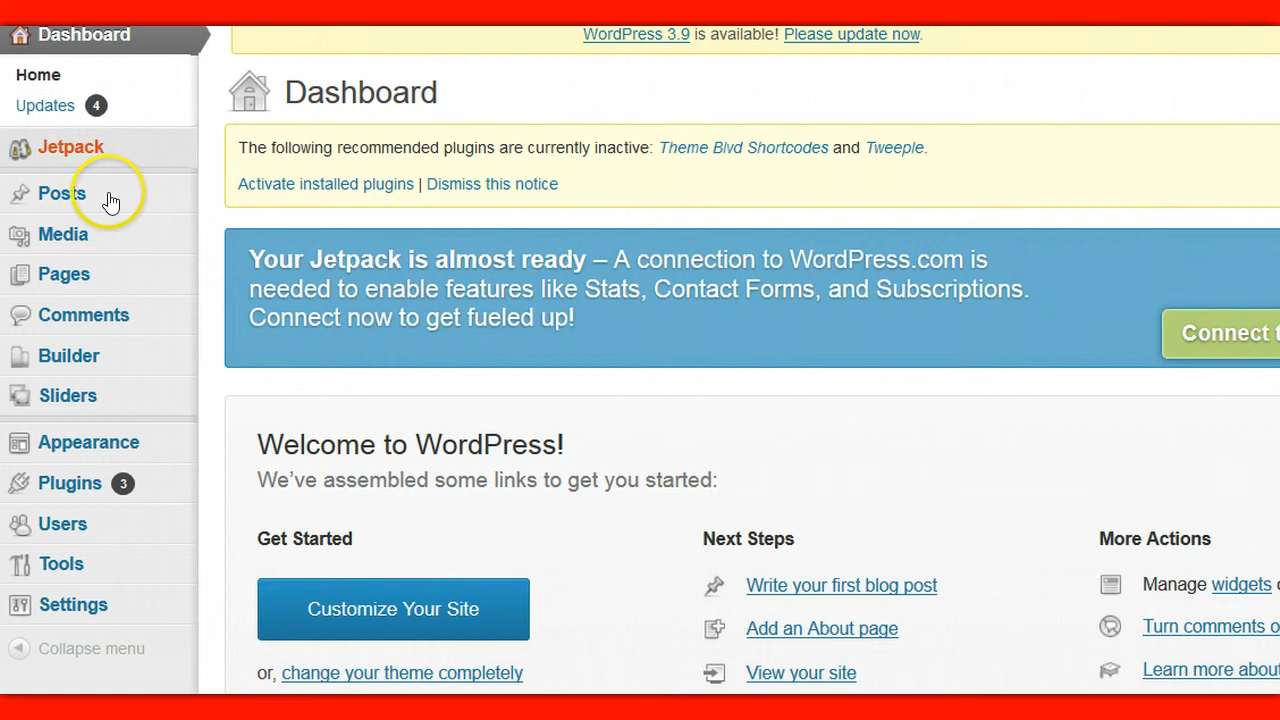 Dashboard
Home
Updates 4
Jetpack
Posts
Media
Pages
Comments
Builder
Sliders
Appearance
Plugins 3
Users
Tools
Settings
Collapse menu
WordPress 3.9 is available! Please update now.
Dashboard
The following recommended plugins are currently inactive: Theme Blvd Shortcodes and Tweeple.
Activate installed plugins | Dismiss this notice
Your Jetpack is almost ready – A connection to WordPress.com is
needed to enable features like Stats, Contact Forms, and Subscriptions.
Connect now to get fueled up!
Connect t
Welcome to WordPress!
We've assembled some links to get you started:
Get Started
Customize Your Site
or, change your theme completely
Next Steps
Write your first blog post
Add an About page
View your site
More Actions
Manage widgets
Turn comments o
Learn more about